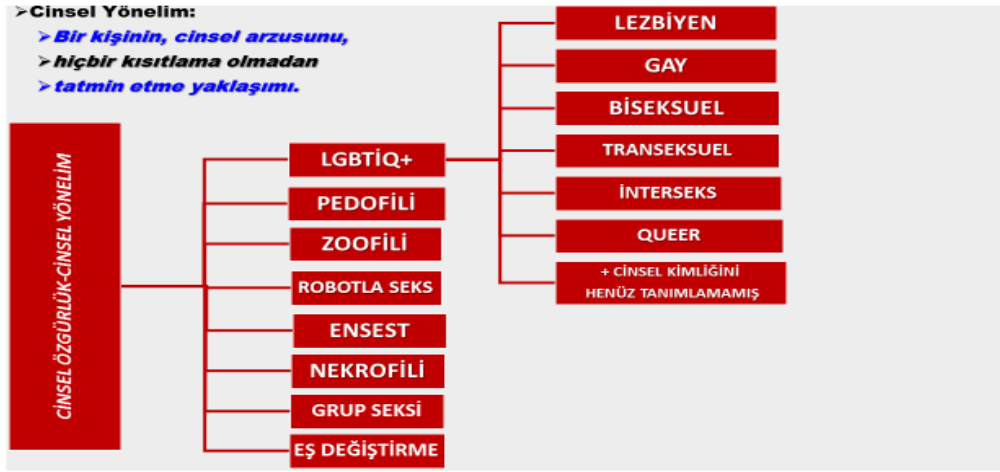 ➢Cinsel Yönelim:
➢Bir kişinin, cinsel arzusunu,
➢hiçbir kısıtlama olmadan
➢tatmin etme yaklaşımı.
CİNSEL ÖZGÜRLÜK-CİNSEL YÖNELİM
LGBTİQ+
PEDOFİLİ
ZOOFİLİ
ROBOTLA SEKS
ENSEST
NEKROFİLİ
GRUP SEKSİ
EŞ DEĞİŞTİRME
LEZBİYEN
GAY
BİSEKSUEL
TRANSEKSUEL
İNTERSEKS
QUEER
+ CİNSEL KİMLİĞİNİ
HENÜZ TANIMLAMAMIŞ